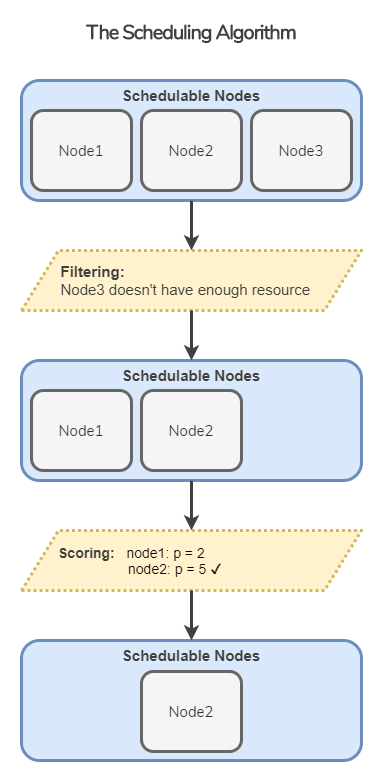 The Scheduling Algorithm
Schedulable Nodes
Node1 Node2 Node3
Filtering:
Node3 doesn't have enough resource
Schedulable Nodes
Node1 Node2
Scoring: node1: p = 2
node2: p = 5 ✓
Schedulable Nodes
Node2